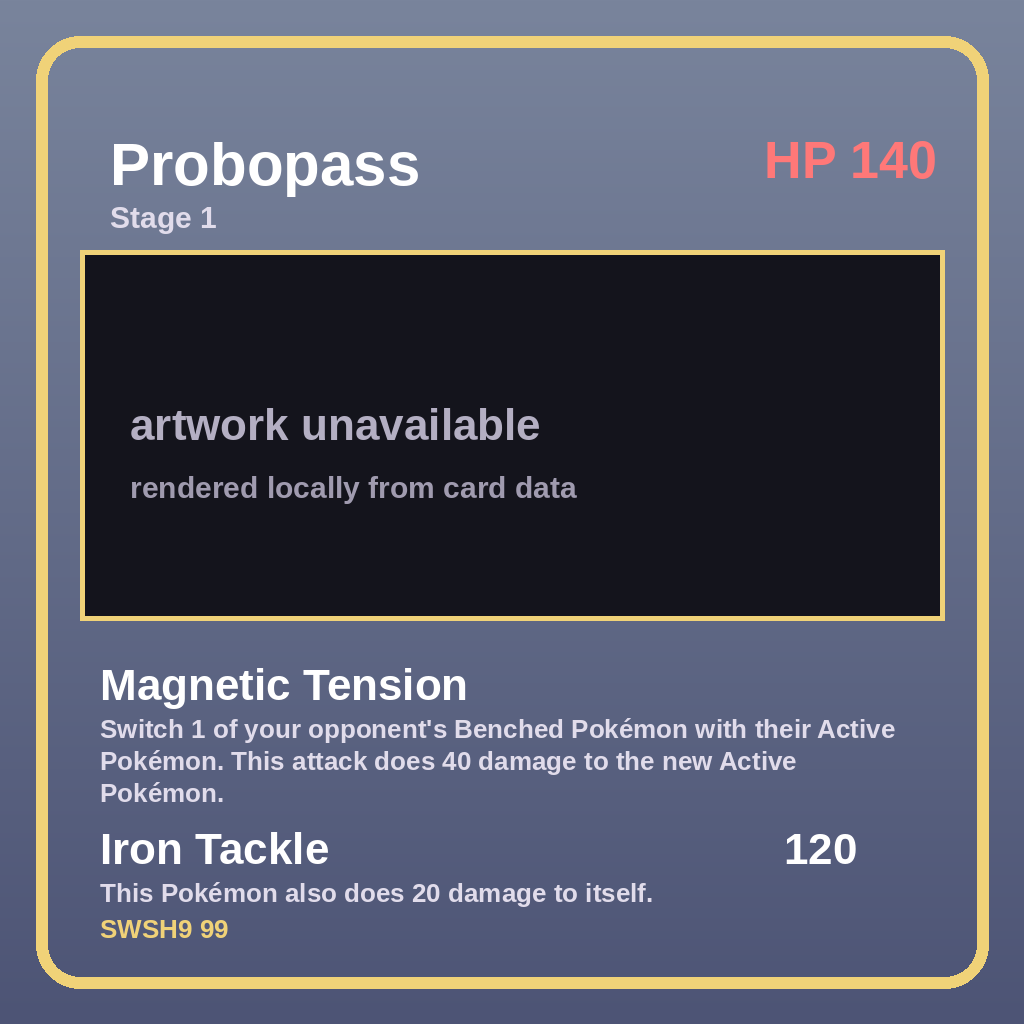 Probopass
HP 140
Stage 1
artwork unavailable
rendered locally from card data
Magnetic Tension
Switch 1 of your opponent's Benched Pokémon with their Active
Pokémon. This attack does 40 damage to the new Active
Pokémon.
Iron Tackle
120
This Pokémon also does 20 damage to itself.
SWSH9 99